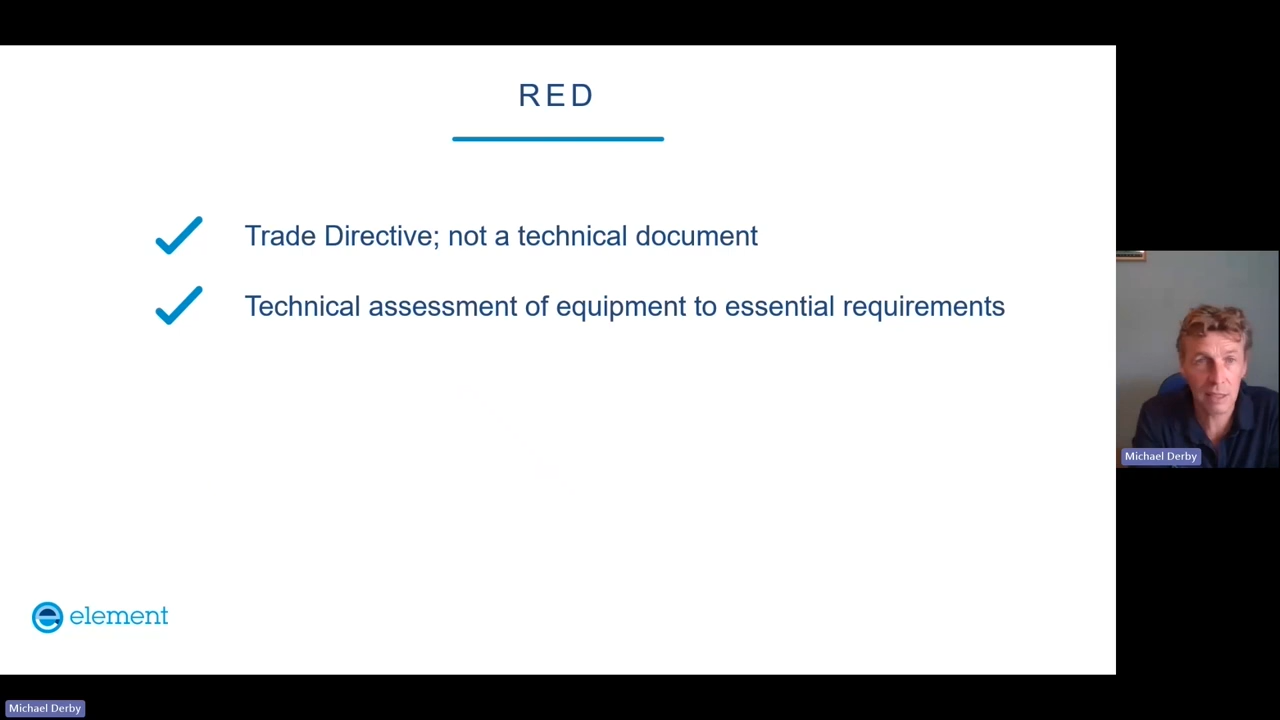 RED
Trade Directive; not a technical document
Technical assessment of equipment to essential requirements
element
Michael Derby
Michael Derby